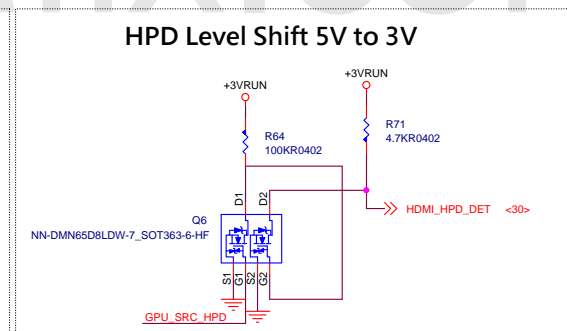 HPD Level Shift 5V to 3V
+3VRUN
+3VRUN
R64
100KR0402
R71
4.7KR0402
D1
D2
HDMI_HPD_DET <30>
Q6
NN-DMN65D8LDW-7_SOT363-6-HF
S1
G1
S2
G2
GPU_SRC_HPD